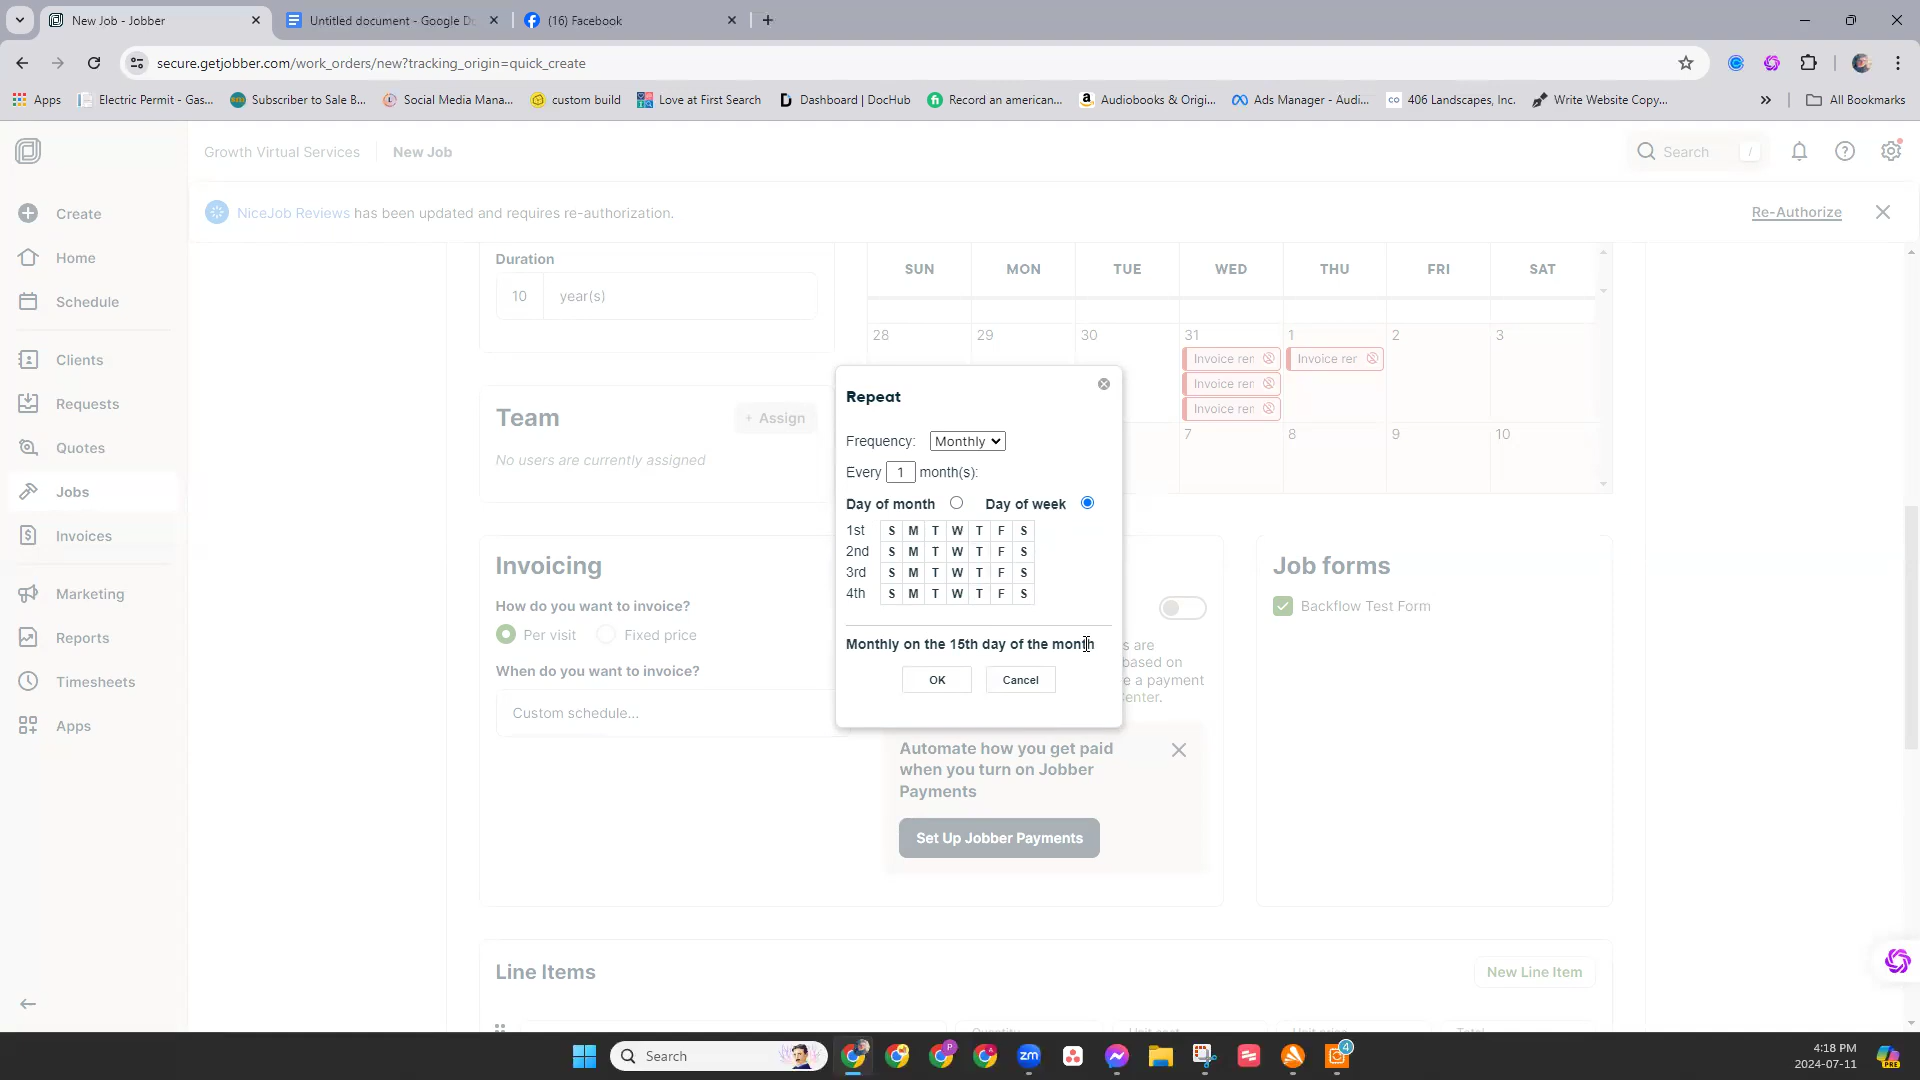 New Job - Jobber
Untitled document - Google D
(16) Facebook
secure.getjobber.com/work_orders/new?tracking_origin=quick_create
Apps
Electric Permit - Gas...
Subscriber to Sale B...
Social Media Mana...
custom build
Love at First Search
Dashboard | DocHub
Record an american...
Audiobooks & Origi...
Ads Manager - Audi...
406 Landscapes, Inc.
Write Website Copy...
All Bookmarks
Growth Virtual Services
New Job
Search /
NiceJob Reviews has been updated and requires re-authorization.
Re-Authorize
Create
Home
Schedule
Clients
Requests
Quotes
Jobs
Invoices
Marketing
Reports
Timesheets
Apps
Duration
10 year(s)
SUN MON TUE WED THU FRI SAT
28 29 30 31 1 2 3
Invoice rer Invoice rer
Invoice rer
Invoice rer
7 8 9 10
Team
+ Assign
No users are currently assigned
Repeat
Frequency: Monthly
Every 1 month(s):
Day of month Day of week
1st S M T W T F S
2nd S M T W T F S
3rd S M T W T F S
4th S M T W T F S
Monthly on the 15th day of the month
OK Cancel
Invoicing
How do you want to invoice?
Per visit Fixed price
When do you want to invoice?
Custom schedule...
s are
based on
e a payment
enter.
Automate how you get paid
when you turn on Jobber
Payments
Set Up Jobber Payments
Job forms
Backflow Test Form
Line Items
New Line Item
Quantity Unit cost Unit price Total
Search
zm
4
4:18 PM
2024-07-11
PRE